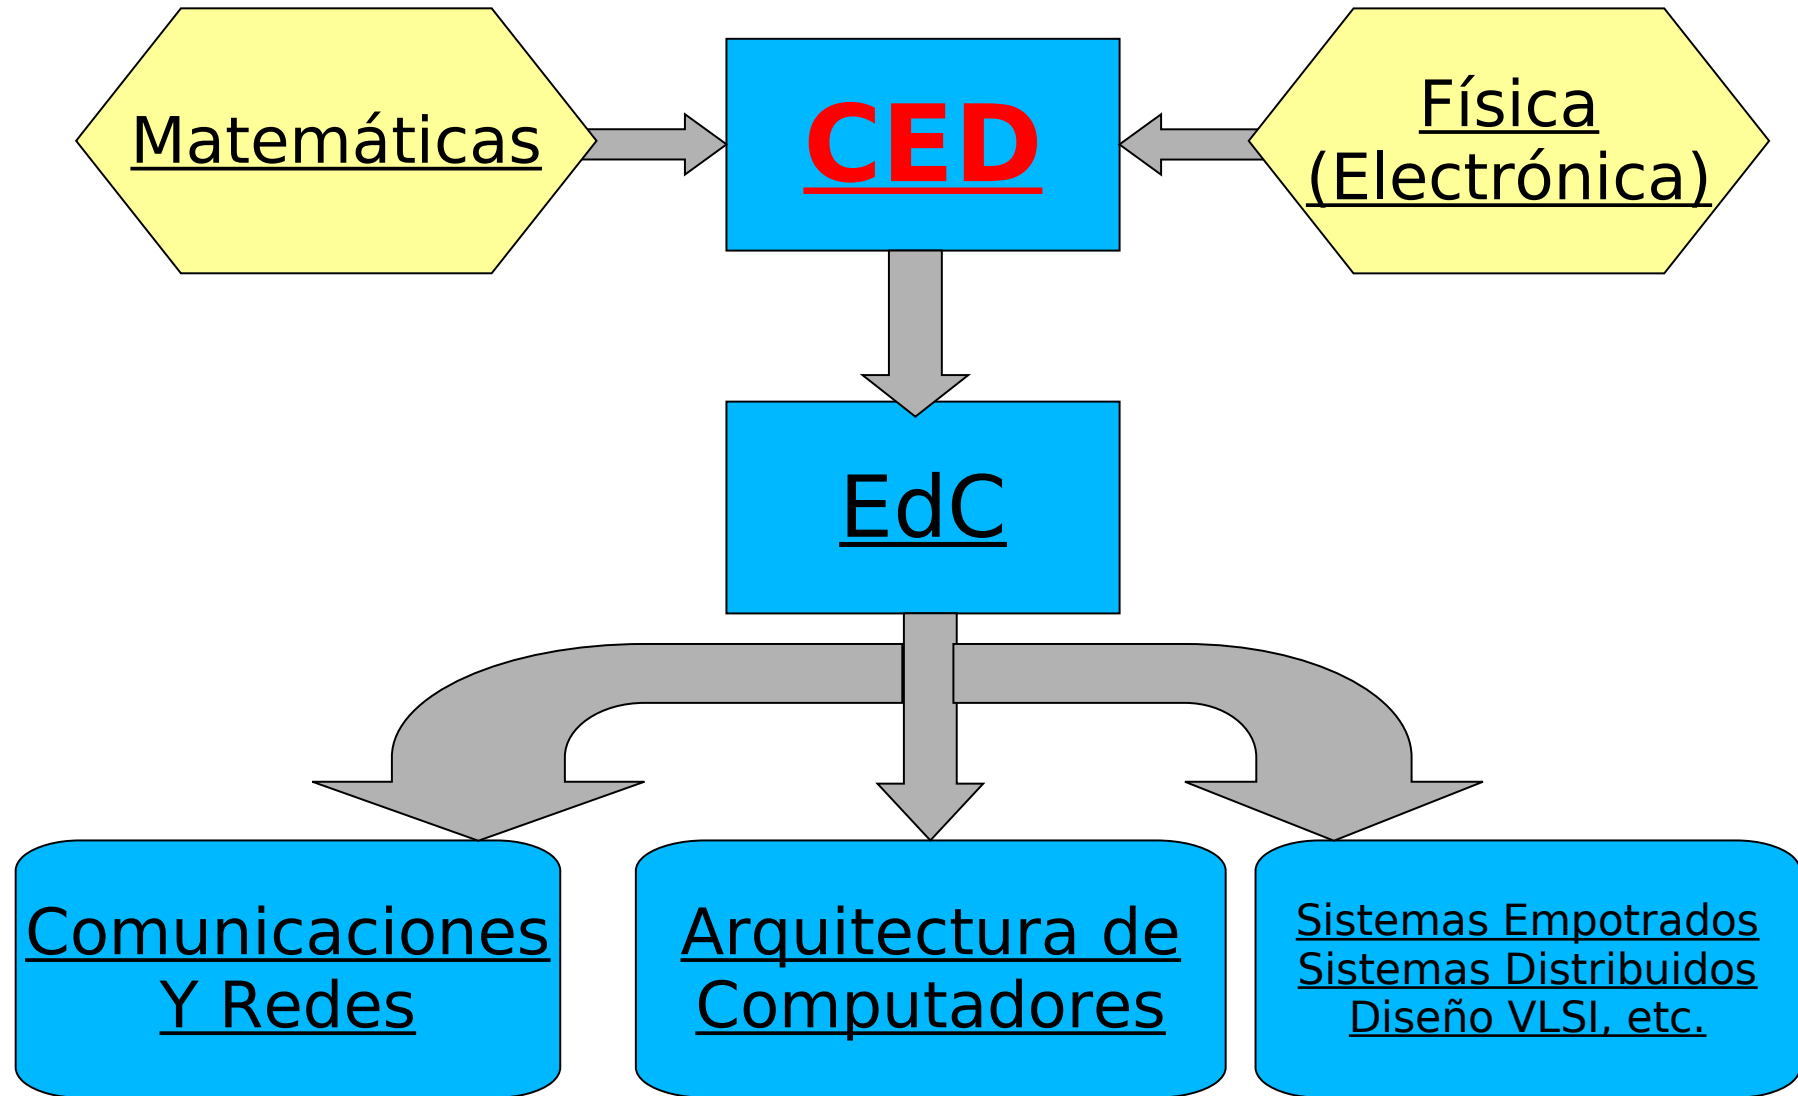 Matemáticas
CED
Física
(Electrónica)
EdC
Comunicaciones
Y Redes
Arquitectura de
Computadores
Sistemas Empotrados
Sistemas Distribuidos
Diseño VLSI, etc.